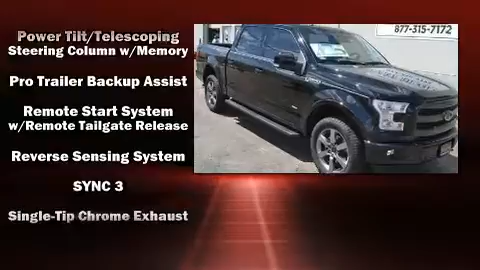 Power Tilt/Telescoping
Steering Column w/Memory
Pro Trailer Backup Assist
Remote Start System
w/Remote Tailgate Release
Reverse Sensing System
SYNC 3
Single-Tip Chrome Exhaust
877-315-7172